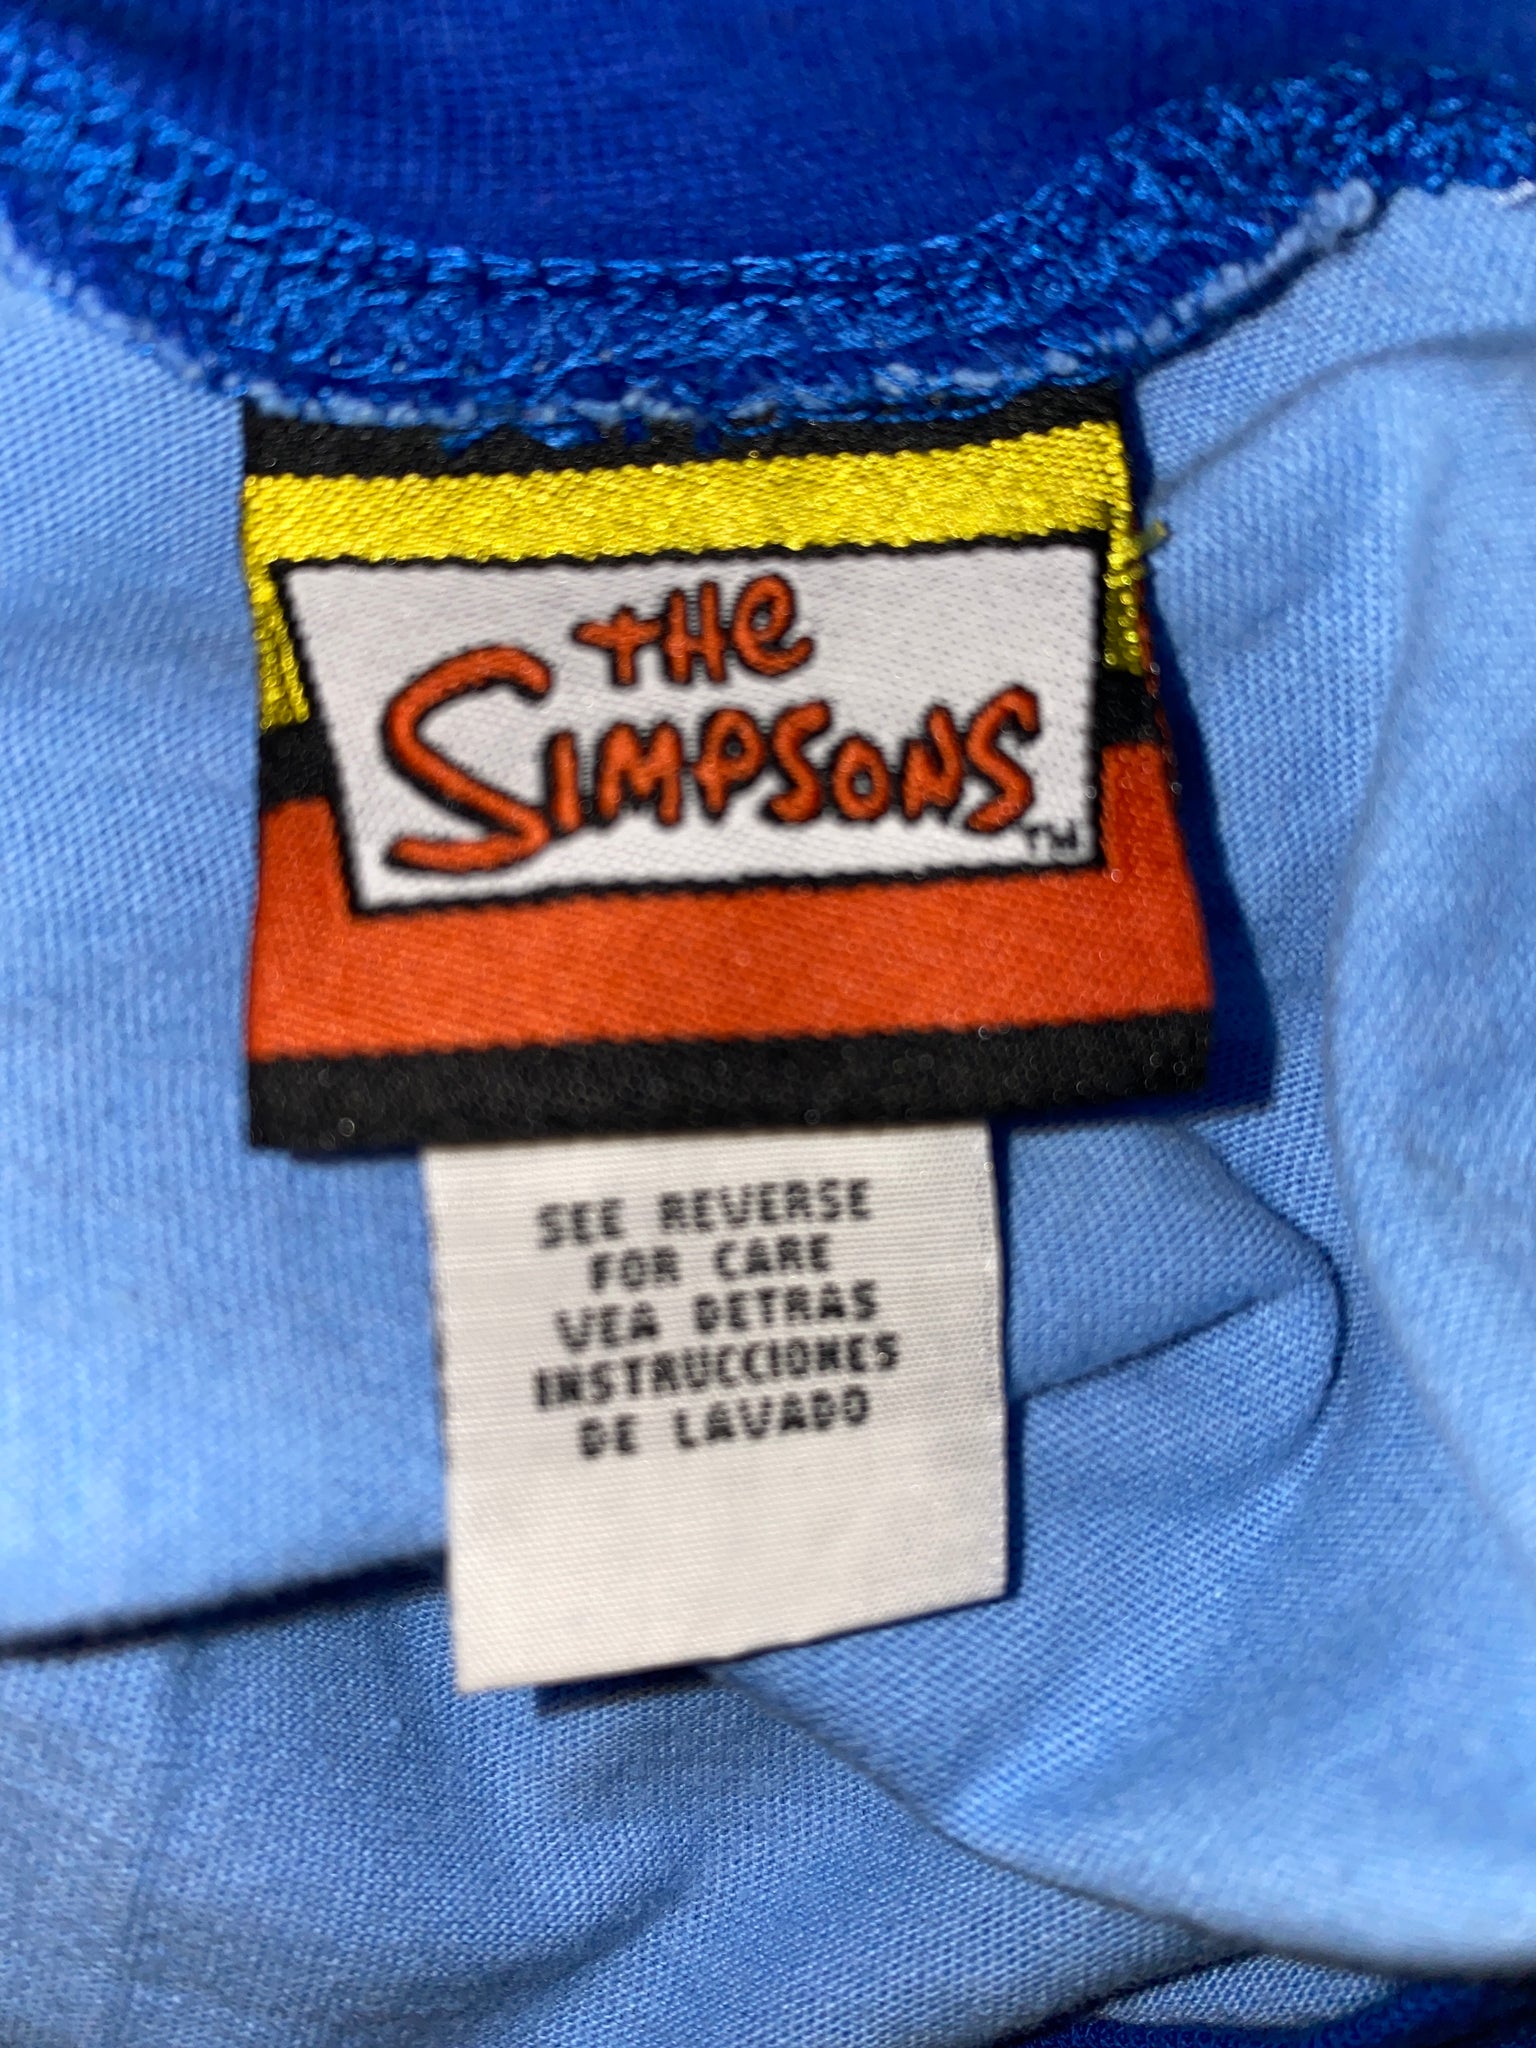 THE
SIMPSONS TM
SEE REVERSE
FOR CARE
VEA DETRAS
INSTRUCCIONES
DE LAVADO